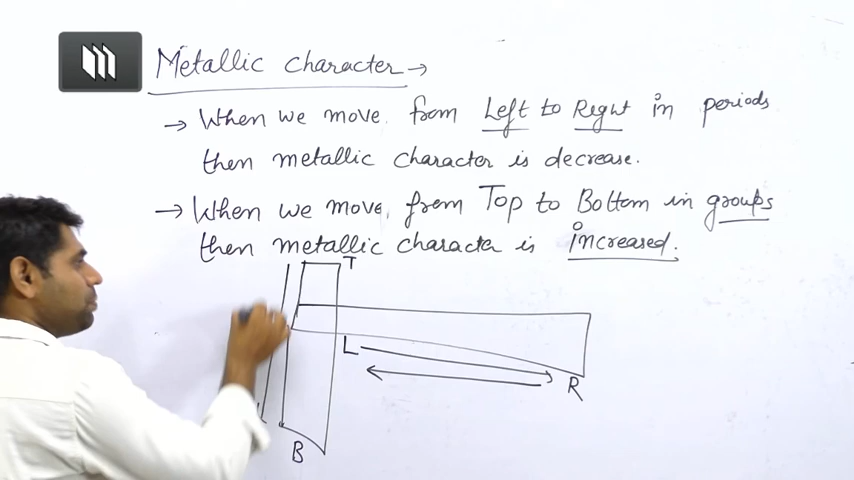 Metallic character →
→ When we move from Left to Right in periods
then metallic character is decrease.
→ When we move from Top to Bottom in groups
then metallic character is increased.
T
L
R
B